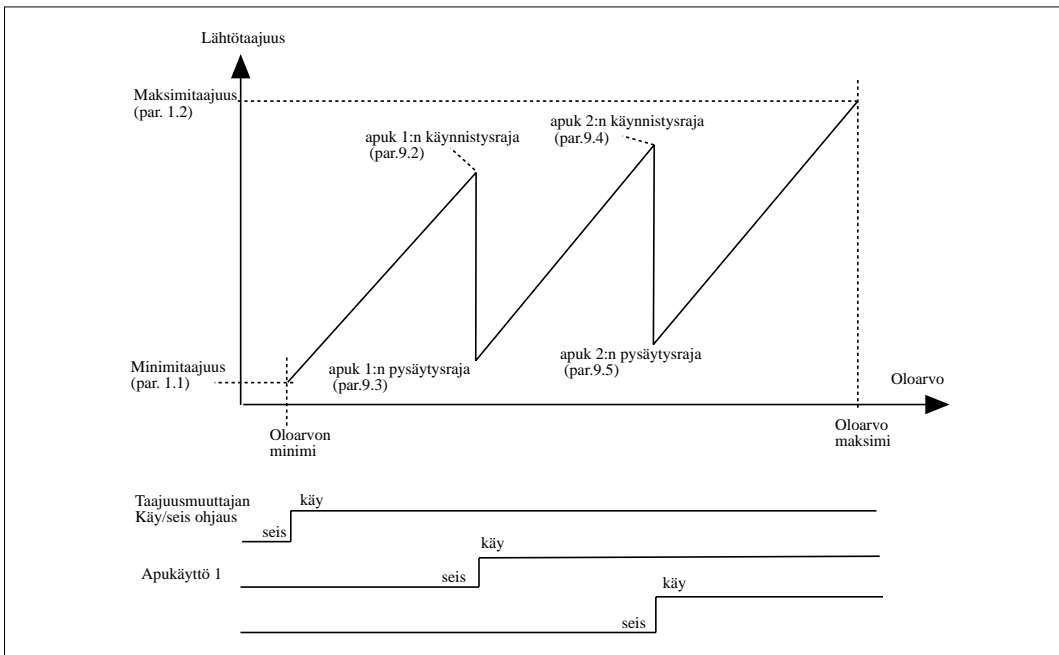 Lähtötaajuus
Maksimitaajuus
(par. 1.2)
apuk 1:n käynnistysraja
(par.9.2)
apuk 2:n käynnistysraja
(par.9.4)
Minimitaajuus
(par. 1.1)
apuk 1:n pysäytysraja
(par.9.3)
apuk 2:n pysäytysraja
(par.9.5)
Oloarvo
Oloarvon
minimi
Oloarvo
maksimi
Taajuusmuuttajan
Käy/seis ohjaus
seis
käy
Apukäyttö 1
seis
käy
seis
käy